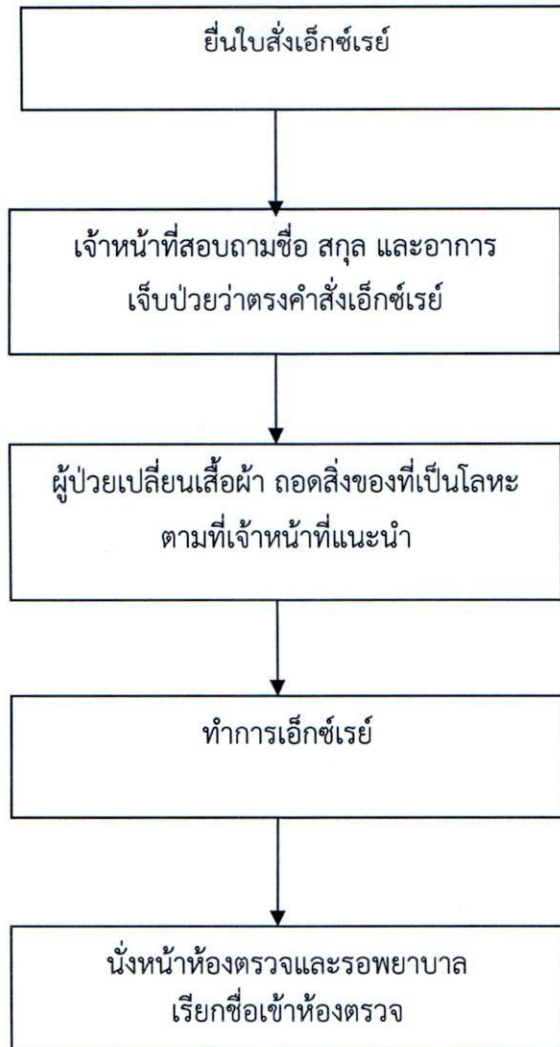 ยื่นใบสั่งเอ็กซ์เรย์
เจ้าหน้าที่สอบถามชื่อ สกุล และอาการ
เจ็บป่วยว่าตรงคำสั่งเอ็กซ์เรย์
ผู้ป่วยเปลี่ยนเสื้อผ้า ถอดสิ่งของที่เป็นโลหะ
ตามที่เจ้าหน้าที่แนะนำ
ทำการเอ็กซ์เรย์
นั่งหน้าห้องตรวจและรอพยาบาล
เรียกชื่อเข้าห้องตรวจ